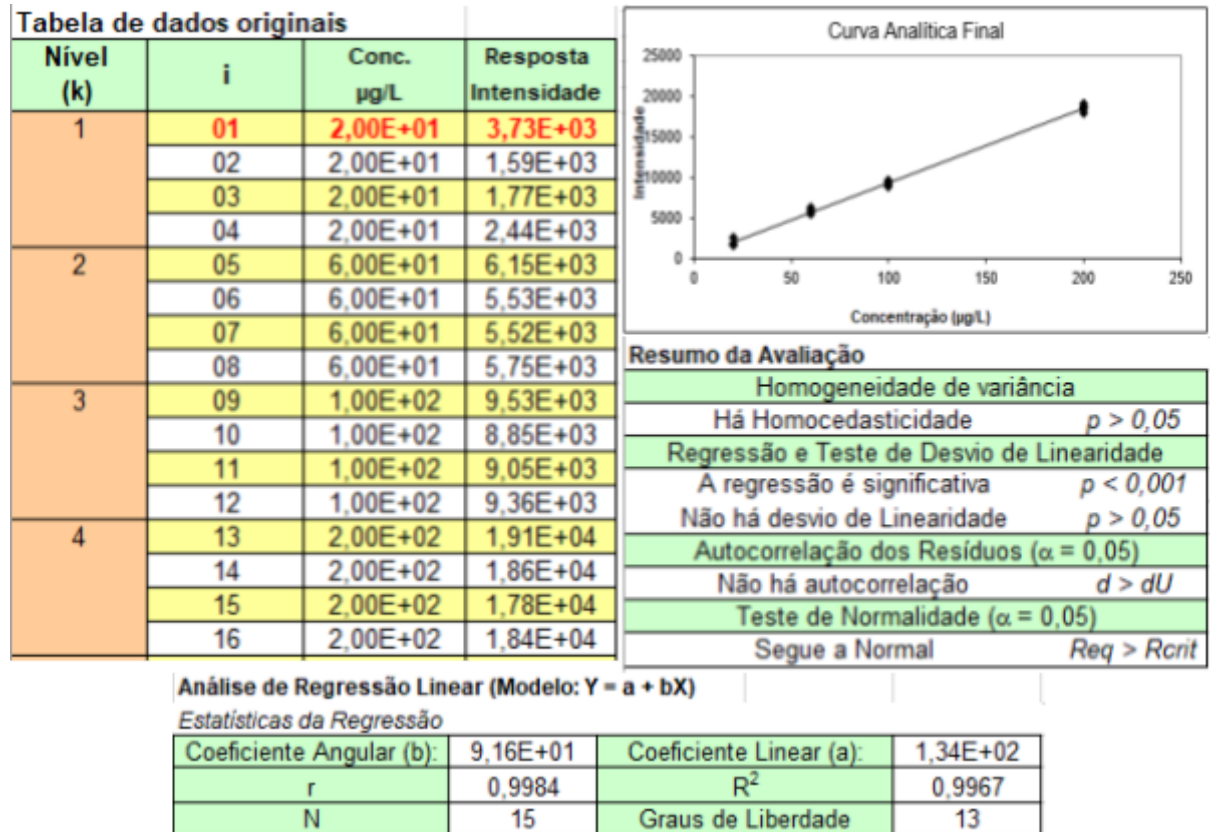 Tabela de dados originais
Nível (k) i Conc. µg/L Resposta Intensidade
1 01 2,00E+01 3,73E+03
02 2,00E+01 1,59E+03
03 2,00E+01 1,77E+03
04 2,00E+01 2,44E+03
2 05 6,00E+01 6,15E+03
06 6,00E+01 5,53E+03
07 6,00E+01 5,52E+03
08 6,00E+01 5,75E+03
3 09 1,00E+02 9,53E+03
10 1,00E+02 8,85E+03
11 1,00E+02 9,05E+03
12 1,00E+02 9,36E+03
4 13 2,00E+02 1,91E+04
14 2,00E+02 1,86E+04
15 2,00E+02 1,78E+04
16 2,00E+02 1,84E+04
Curva Analítica Final
Intensidade
25000
20000
15000
10000
5000
0
0 50 100 150 200 250
Concentração (µg/L)
Resumo da Avaliação
Homogeneidade de variância
Há Homocedasticidade p > 0,05
Regressão e Teste de Desvio de Linearidade
A regressão é significativa p < 0,001
Não há desvio de Linearidade p > 0,05
Autocorrelação dos Resíduos (α = 0,05)
Não há autocorrelação d > dU
Teste de Normalidade (α = 0,05)
Segue a Normal Req > Rcrit
Análise de Regressão Linear (Modelo: Y = a + bX)
Estatísticas da Regressão
Coeficiente Angular (b): 9,16E+01 Coeficiente Linear (a): 1,34E+02
r 0,9984 R² 0,9967
N 15 Graus de Liberdade 13